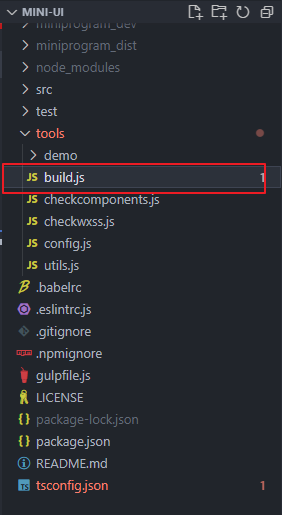 MINI-UI
miniprogram_dev
miniprogram_dist
node_modules
src
test
tools
demo
JS build.js 1
JS checkcomponents.js
JS checkwxss.js
JS config.js
JS utils.js
.babelrc
.eslintrc.js
.gitignore
.npmignore
gulpfile.js
LICENSE
{ } package-lock.json
{ } package.json
README.md
TS tsconfig.json 1